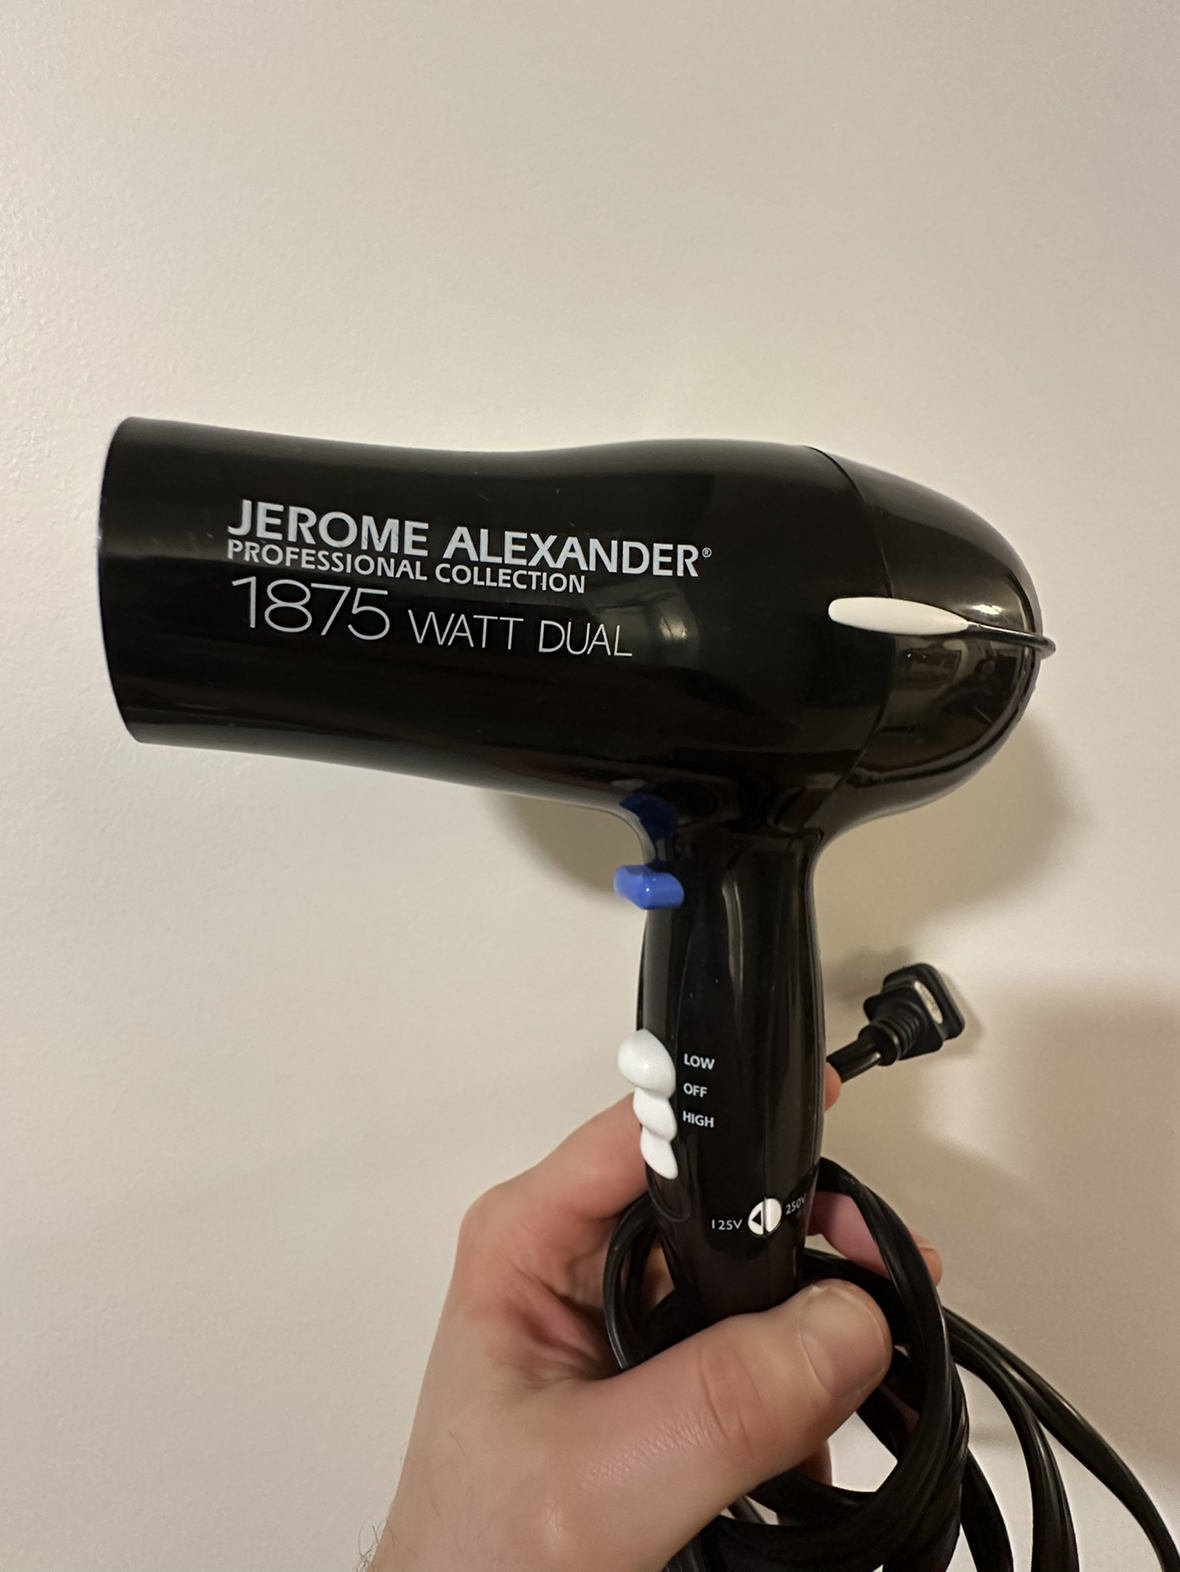 JEROME ALEXANDER®
PROFESSIONAL COLLECTION
1875 WATT DUAL
LOW
OFF
HIGH
125V 250V